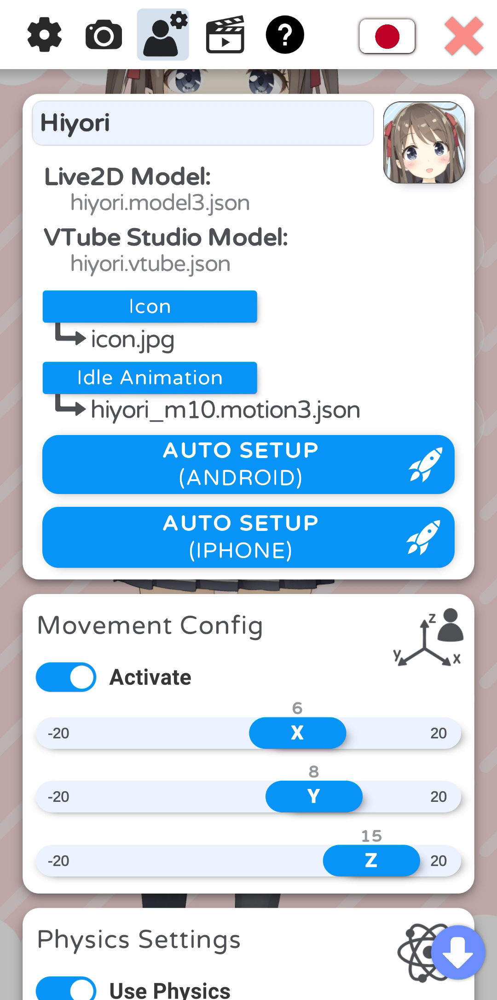 Hiyori
Live2D Model:
hiyori.model3.json
VTube Studio Model:
hiyori.vtube.json
Icon
icon.jpg
Idle Animation
hiyori_m10.motion3.json
AUTO SETUP
(ANDROID)
AUTO SETUP
(IPHONE)
Movement Config
z
y
x
Activate
6
-20 X 20
8
-20 Y 20
15
-20 Z 20
Physics Settings
Use Physics